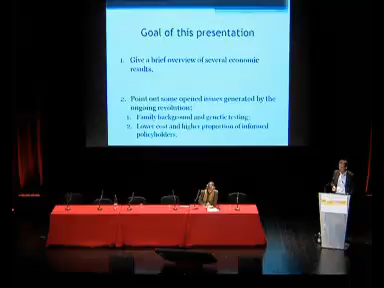 Goal of this presentation
1. Give a brief overview of several economic
results.
2. Point out some opened issues generated by the
ongoing revolution:
1. Family background and genetic testing;
2. Lower cost and higher proportion of informed
policyholders.